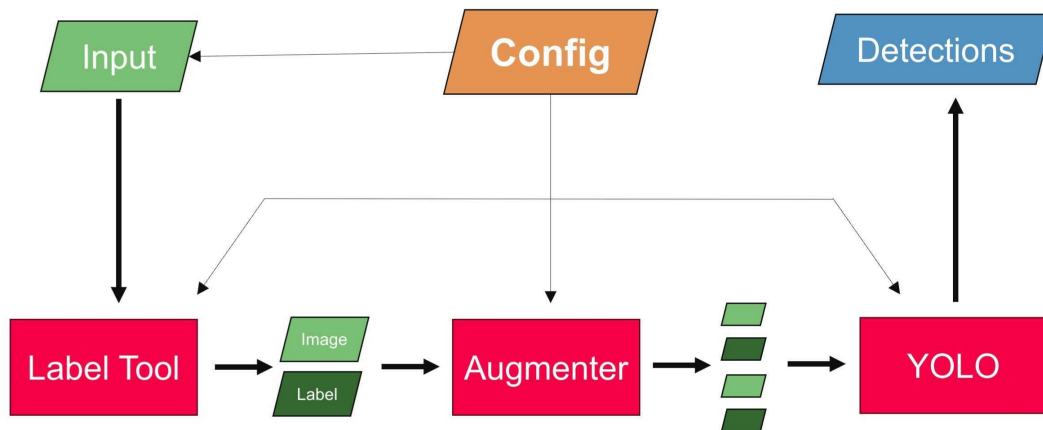 Input
Config
Detections
Label Tool
Image
Label
Augmenter
YOLO